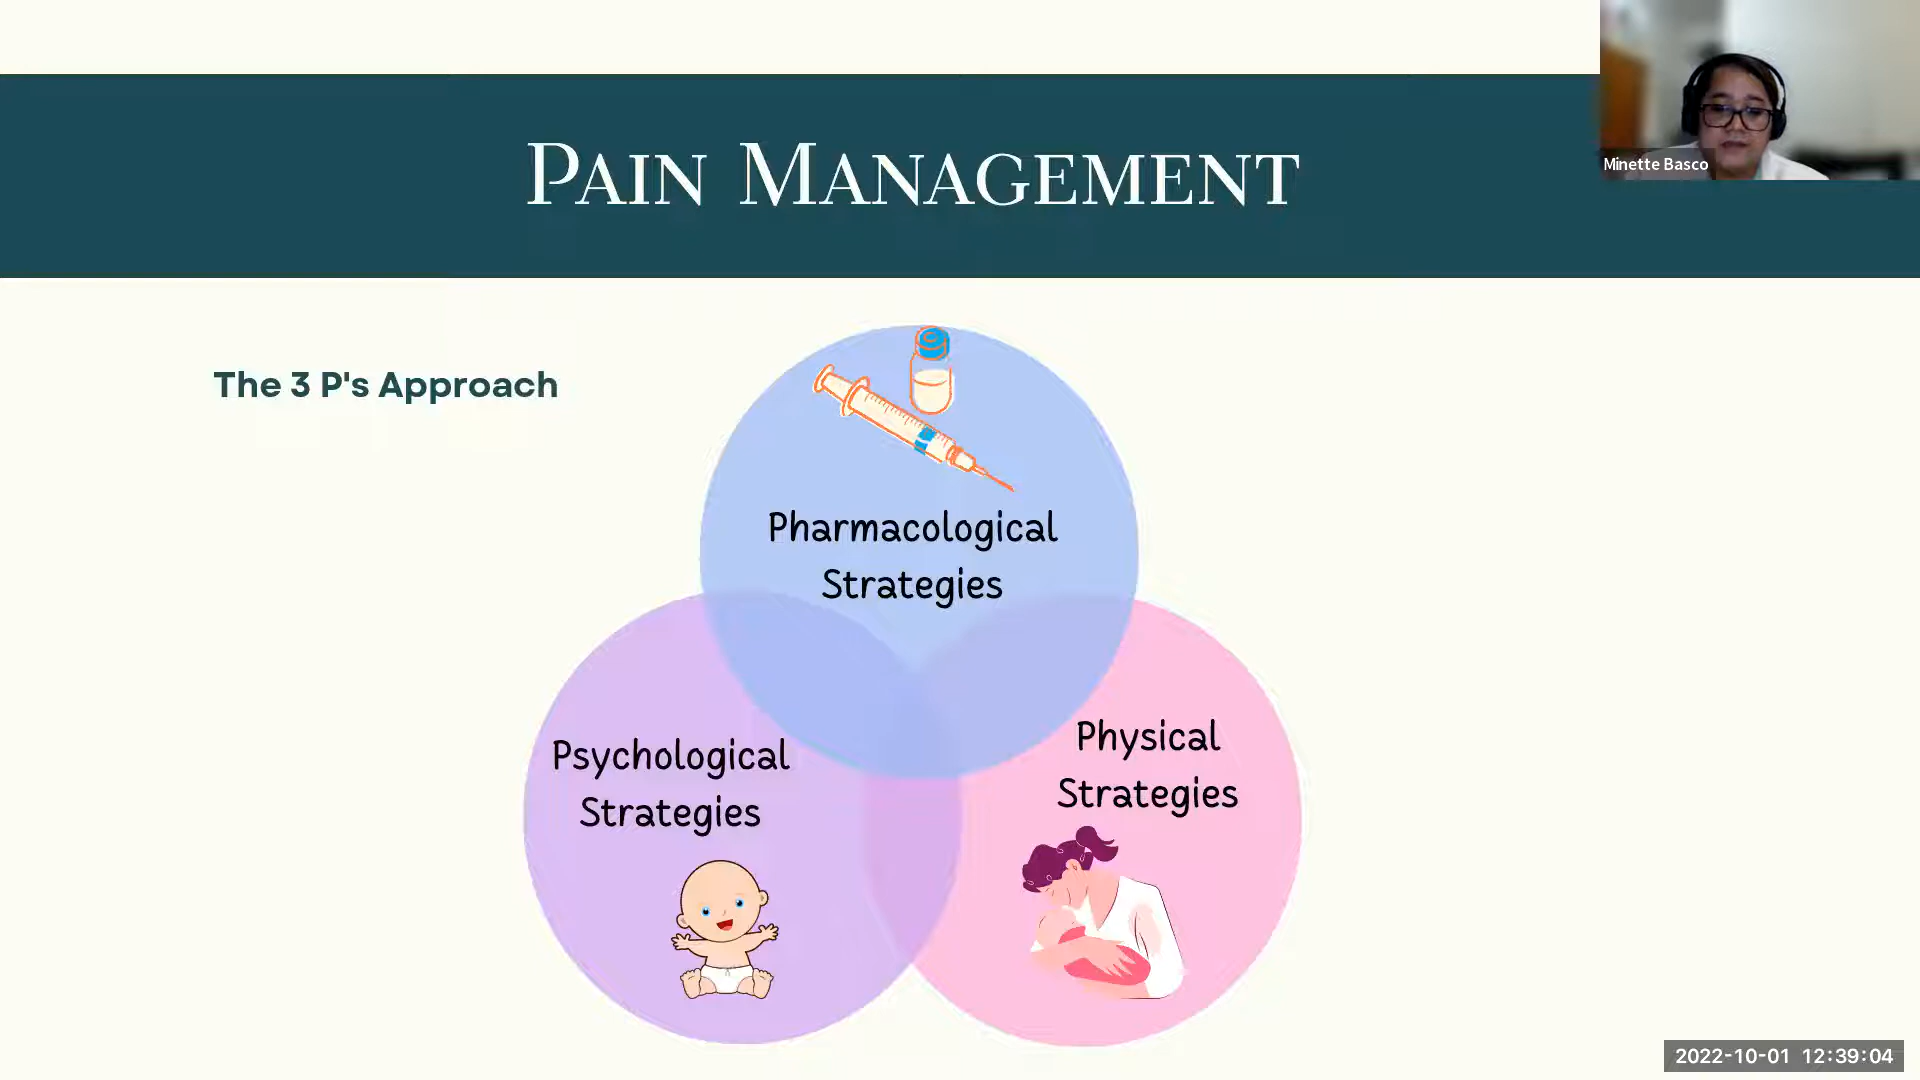 PAIN MANAGEMENT
Minette Basco
The 3 P's Approach
Pharmacological
Strategies
Psychological
Strategies
Physical
Strategies
2022-10-01 12:39:04